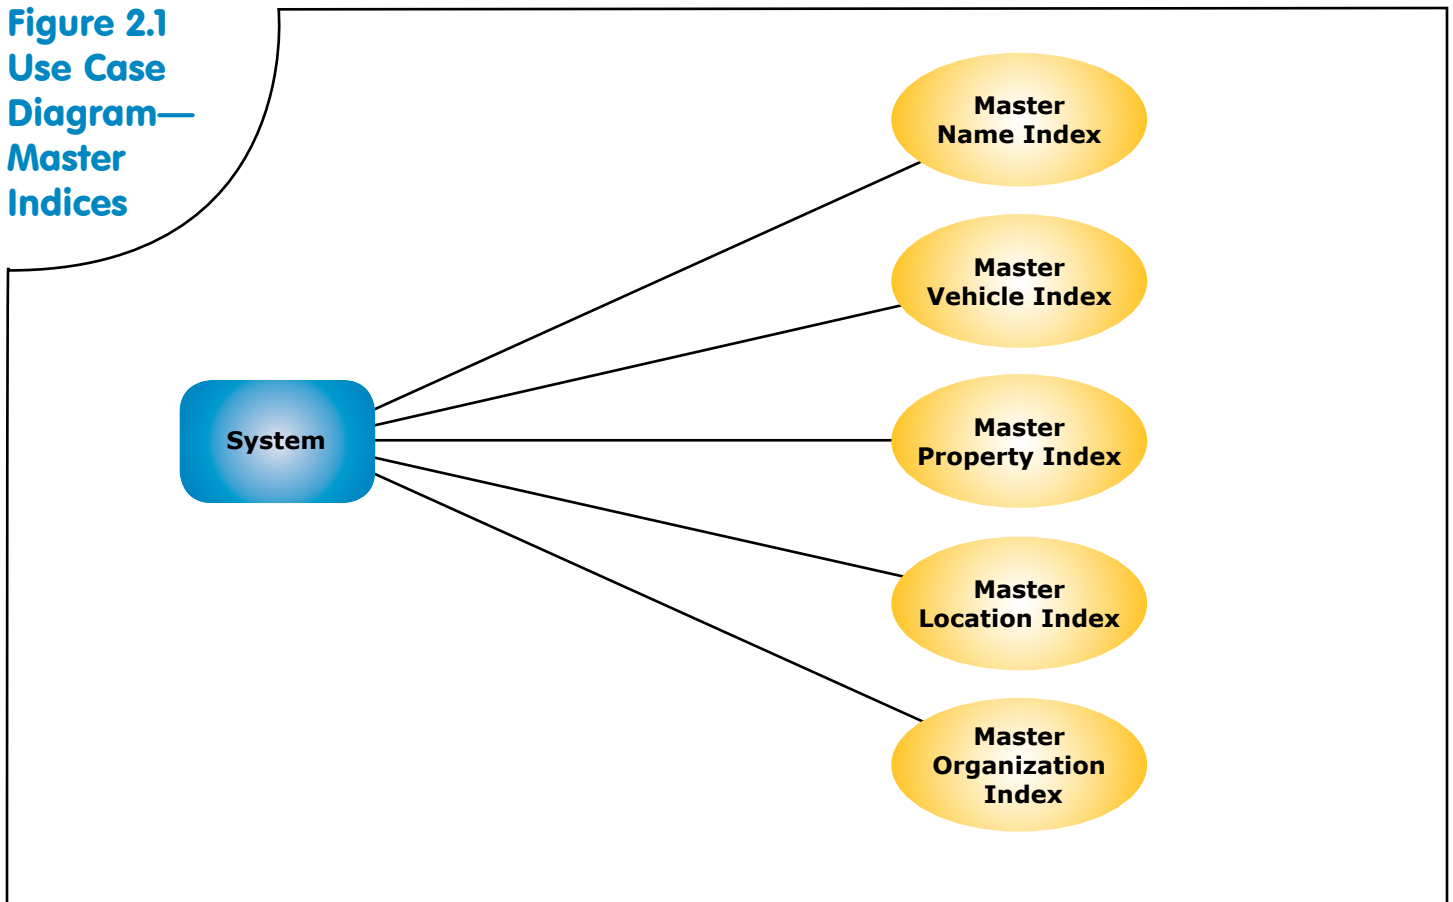 Figure 2.1
Use Case
Diagram—
Master
Indices
Master
Name Index
Master
Vehicle Index
System
Master
Property Index
Master
Location Index
Master
Organization
Index